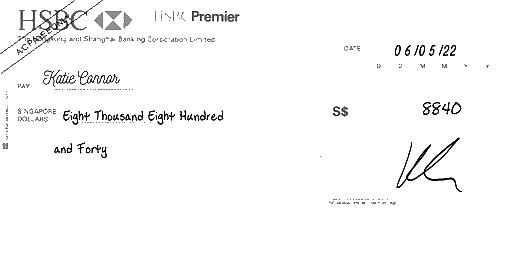 HSBC HSBC Premier
The Hongkong and Shanghai Banking Corporation Limited
A/C PAYEE ONLY
DATE 06/05/22
D D M M Y Y
PAY Katie Connor
SINGAPORE DOLLARS Eight Thousand Eight Hundred
and Forty
S$ 8840